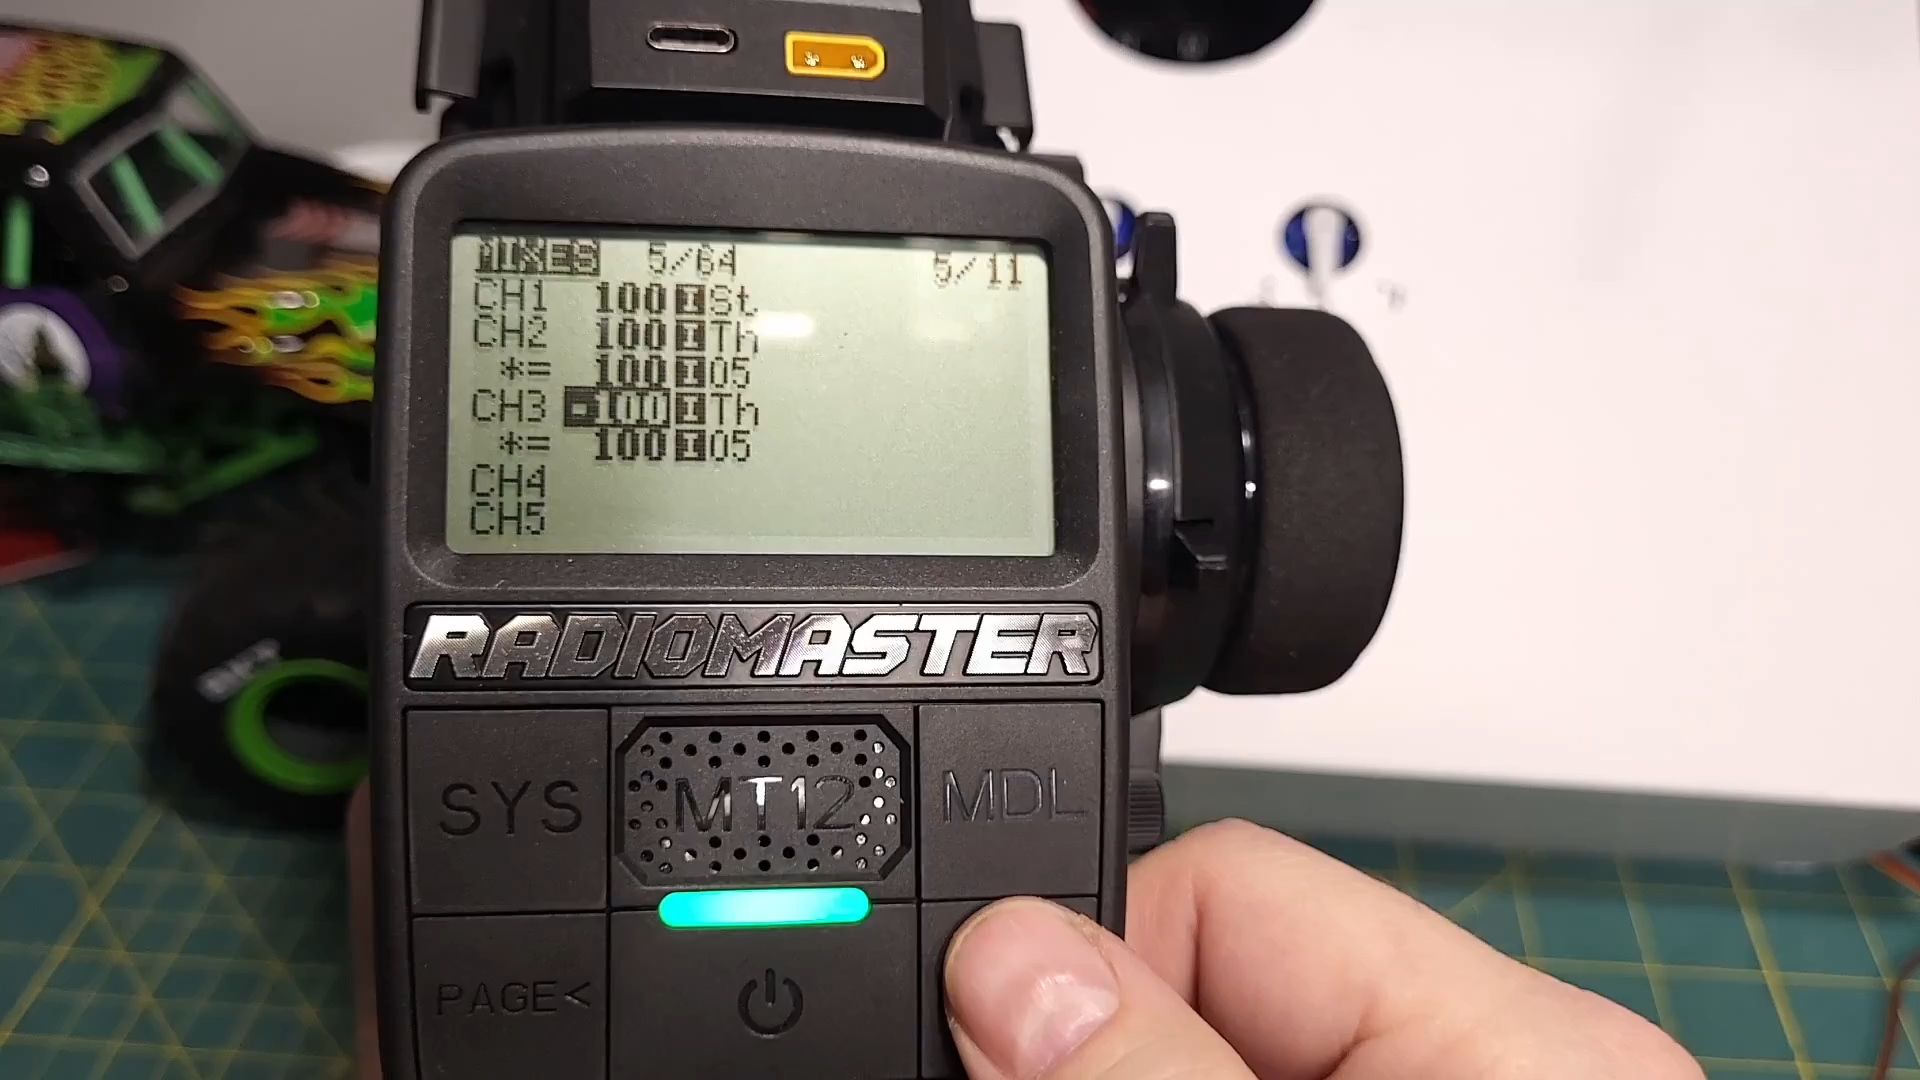 MIXES 5/64 5/11
CH1 100 I St
CH2 100 I Th
*= 100 I 05
CH3 -100 I Th
*= 100 I 05
CH4
CH5
RADIOMASTER
SYS MT12 MDL
PAGE<